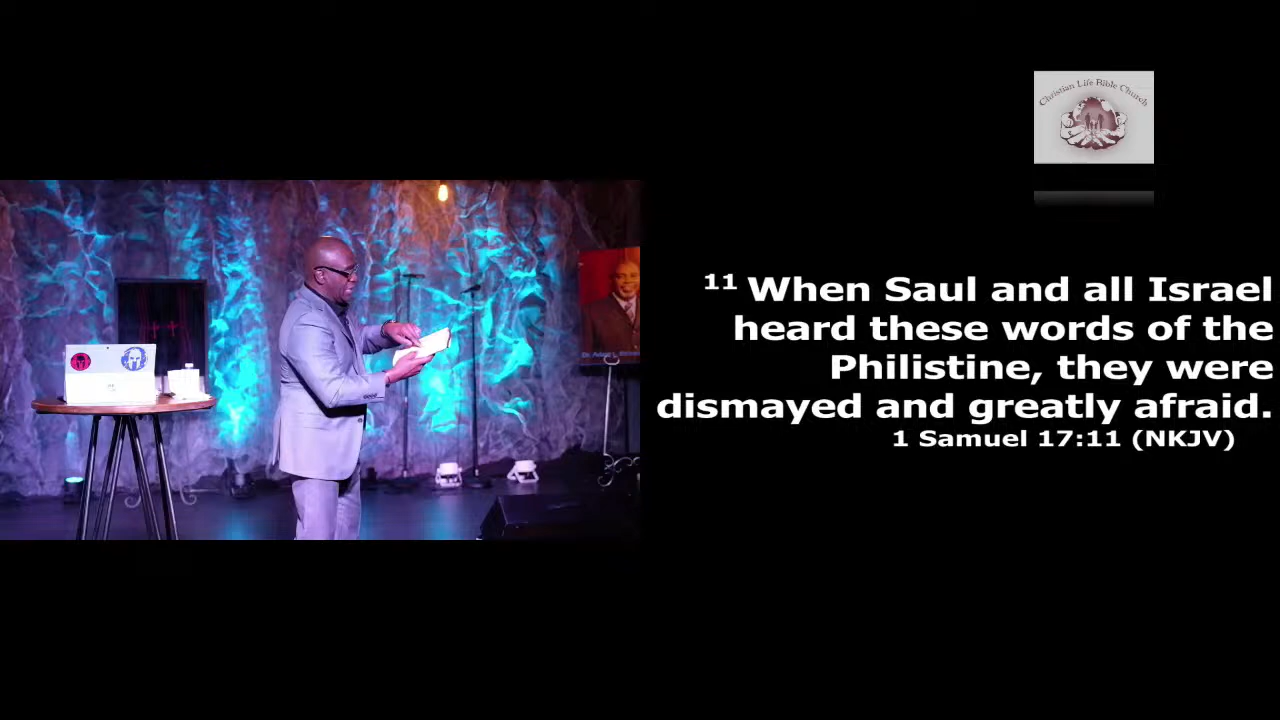 Christian Life Bible Church
11 When Saul and all Israel
heard these words of the
Philistine, they were
dismayed and greatly afraid.
1 Samuel 17:11 (NKJV)